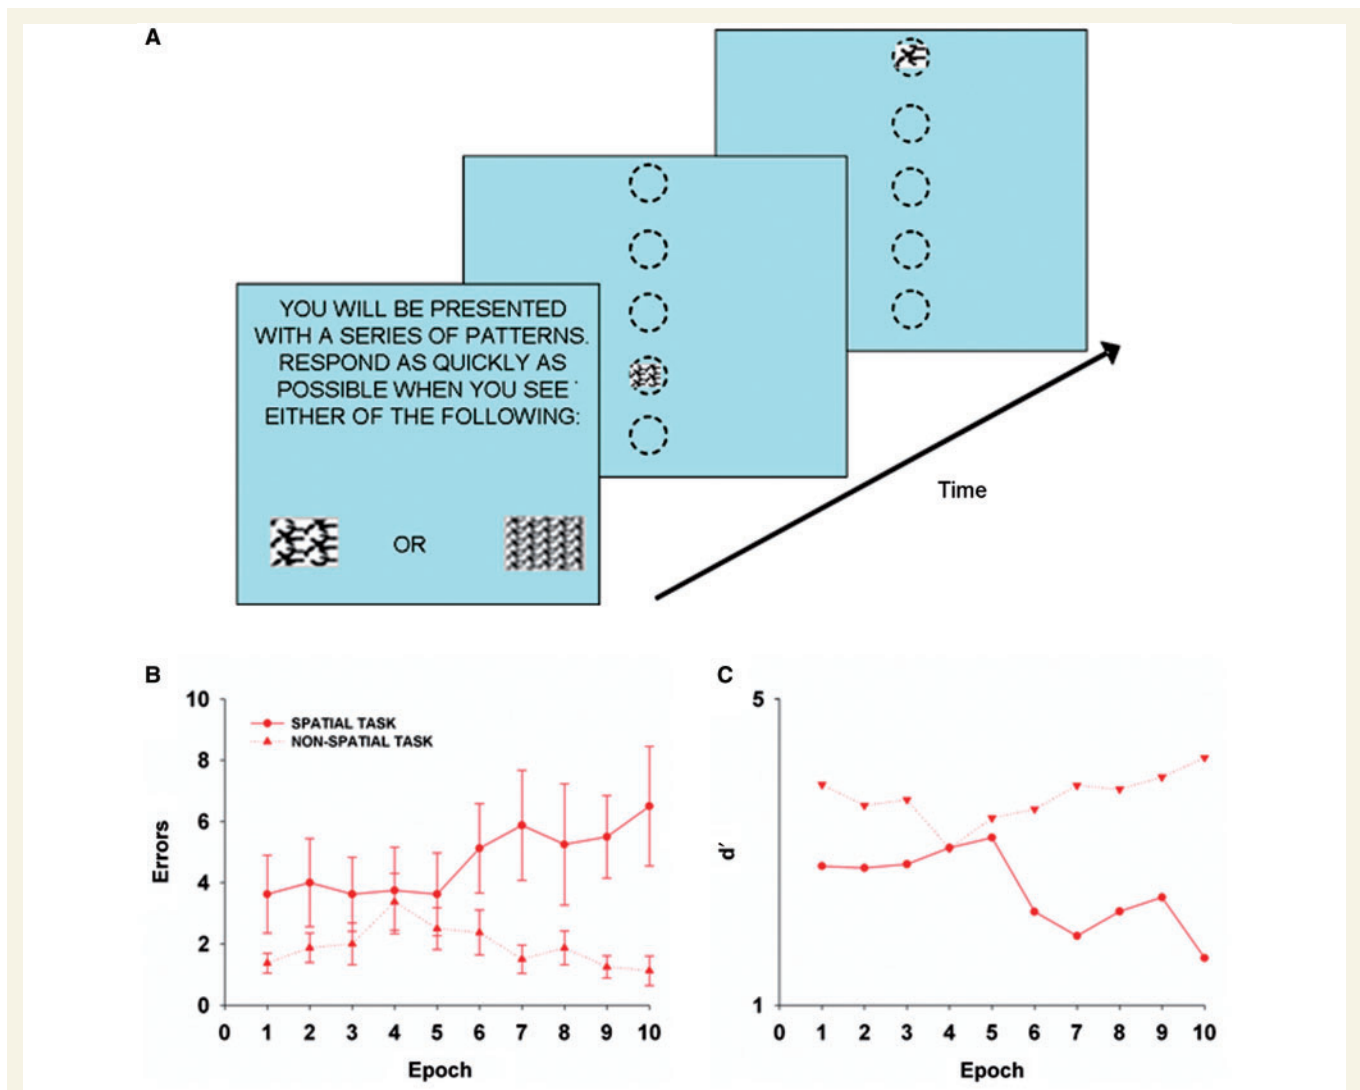 A
YOU WILL BE PRESENTED
WITH A SERIES OF PATTERNS.
RESPOND AS QUICKLY AS
POSSIBLE WHEN YOU SEE
EITHER OF THE FOLLOWING:
OR
Time
B
10
8
6
4
2
0
Errors
SPATIAL TASK
NON-SPATIAL TASK
0 1 2 3 4 5 6 7 8 9 10
Epoch
C
5
1
d′
0 1 2 3 4 5 6 7 8 9 10
Epoch